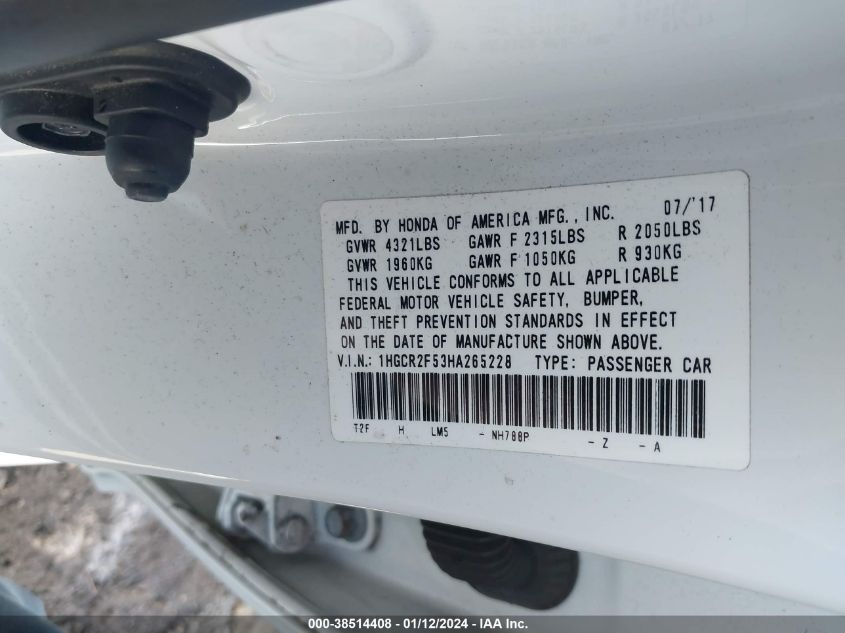 MFD. BY HONDA OF AMERICA MFG., INC. 07/'17
GVWR 4321LBS GAWR F 2315LBS R 2050LBS
GVWR 1960KG GAWR F 1050KG R 930KG
THIS VEHICLE CONFORMS TO ALL APPLICABLE
FEDERAL MOTOR VEHICLE SAFETY, BUMPER,
AND THEFT PREVENTION STANDARDS IN EFFECT
ON THE DATE OF MANUFACTURE SHOWN ABOVE.
V.I.N.: 1HGCR2F53HA265228 TYPE: PASSENGER CAR
T2F H LM5 - NH788P - Z - A
000-38514408 - 01/12/2024 - IAA Inc.